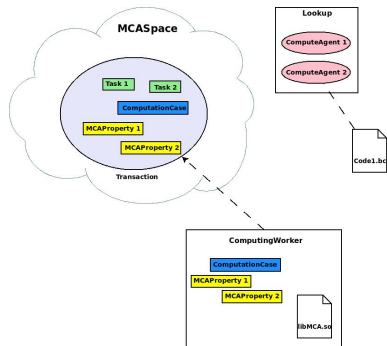 MCASpace
Task 1
Task 2
ComputationCase
MCAProperty 1
MCAProperty 2
Transaction
Lookup
ComputeAgent 1
ComputeAgent 2
Code1.bc
ComputingWorker
ComputationCase
MCAProperty 1
MCAProperty 2
libMCA.so